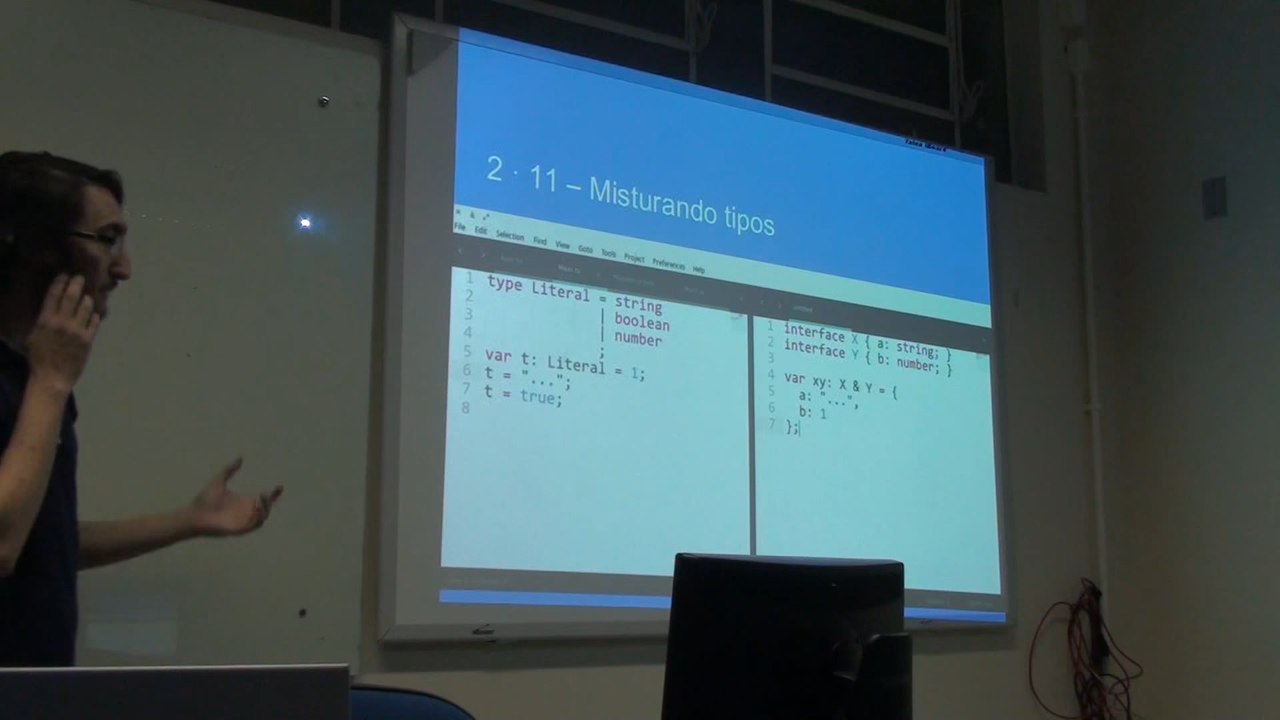 2 · 11 – Misturando tipos
File Edit Selection Find View Goto Tools Project Preferences Help
1 type Literal = string
2 | boolean
3 | number
4 ;
5 var t: Literal = 1;
6 t = "...";
7 t = true;
8
1 interface X { a: string; }
2 interface Y { b: number; }
3
4 var xy: X & Y = {
5 a: "...",
6 b: 1
7 };